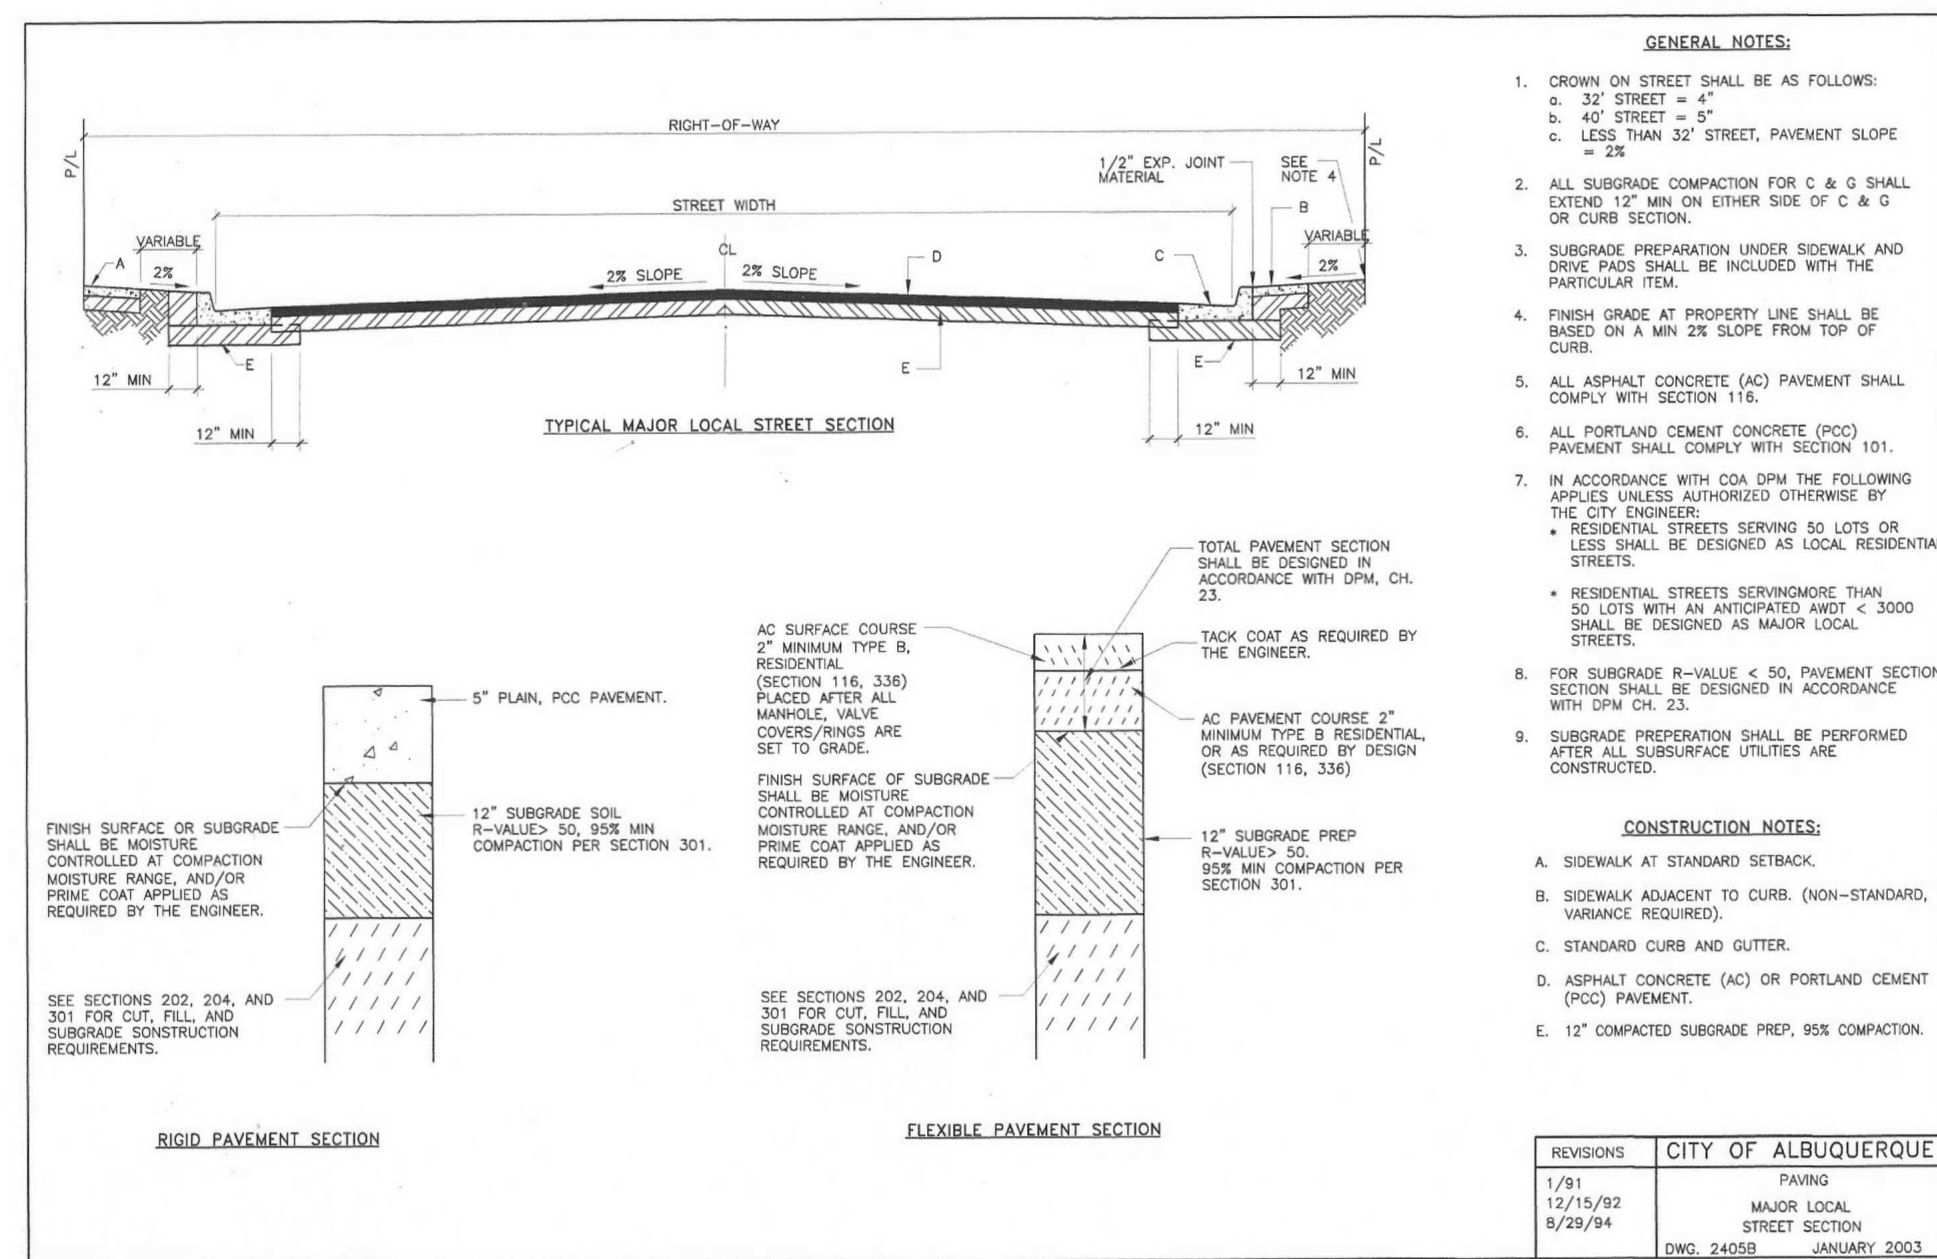 RIGHT-OF-WAY
P/L
P/L
1/2" EXP. JOINT
MATERIAL
SEE
NOTE 4
STREET WIDTH
B
VARIABLE
VARIABLE
A
2%
CL
2% SLOPE
2% SLOPE
D
C
2%
E
E
E
12" MIN
12" MIN
12" MIN
12" MIN
TYPICAL MAJOR LOCAL STREET SECTION
5" PLAIN, PCC PAVEMENT.
12" SUBGRADE SOIL
R-VALUE> 50, 95% MIN
COMPACTION PER SECTION 301.
FINISH SURFACE OR SUBGRADE
SHALL BE MOISTURE
CONTROLLED AT COMPACTION
MOISTURE RANGE, AND/OR
PRIME COAT APPLIED AS
REQUIRED BY THE ENGINEER.
SEE SECTIONS 202, 204, AND
301 FOR CUT, FILL, AND
SUBGRADE SONSTRUCTION
REQUIREMENTS.
RIGID PAVEMENT SECTION
TOTAL PAVEMENT SECTION
SHALL BE DESIGNED IN
ACCORDANCE WITH DPM, CH.
23.
AC SURFACE COURSE
2" MINIMUM TYPE B,
RESIDENTIAL
(SECTION 116, 336)
PLACED AFTER ALL
MANHOLE, VALVE
COVERS/RINGS ARE
SET TO GRADE.
TACK COAT AS REQUIRED BY
THE ENGINEER.
AC PAVEMENT COURSE 2"
MINIMUM TYPE B RESIDENTIAL,
OR AS REQUIRED BY DESIGN
(SECTION 116, 336)
FINISH SURFACE OF SUBGRADE
SHALL BE MOISTURE
CONTROLLED AT COMPACTION
MOISTURE RANGE, AND/OR
PRIME COAT APPLIED AS
REQUIRED BY THE ENGINEER.
12" SUBGRADE PREP
R-VALUE> 50.
95% MIN COMPACTION PER
SECTION 301.
SEE SECTIONS 202, 204, AND
301 FOR CUT, FILL, AND
SUBGRADE SONSTRUCTION
REQUIREMENTS.
FLEXIBLE PAVEMENT SECTION
GENERAL NOTES:
1. CROWN ON STREET SHALL BE AS FOLLOWS:
a. 32' STREET = 4"
b. 40' STREET = 5"
c. LESS THAN 32' STREET, PAVEMENT SLOPE
= 2%
2. ALL SUBGRADE COMPACTION FOR C & G SHALL
EXTEND 12" MIN ON EITHER SIDE OF C & G
OR CURB SECTION.
3. SUBGRADE PREPARATION UNDER SIDEWALK AND
DRIVE PADS SHALL BE INCLUDED WITH THE
PARTICULAR ITEM.
4. FINISH GRADE AT PROPERTY LINE SHALL BE
BASED ON A MIN 2% SLOPE FROM TOP OF
CURB.
5. ALL ASPHALT CONCRETE (AC) PAVEMENT SHALL
COMPLY WITH SECTION 116.
6. ALL PORTLAND CEMENT CONCRETE (PCC)
PAVEMENT SHALL COMPLY WITH SECTION 101.
7. IN ACCORDANCE WITH COA DPM THE FOLLOWING
APPLIES UNLESS AUTHORIZED OTHERWISE BY
THE CITY ENGINEER:
* RESIDENTIAL STREETS SERVING 50 LOTS OR
LESS SHALL BE DESIGNED AS LOCAL RESIDENTIA
STREETS.
* RESIDENTIAL STREETS SERVINGMORE THAN
50 LOTS WITH AN ANTICIPATED AWDT < 3000
SHALL BE DESIGNED AS MAJOR LOCAL
STREETS.
8. FOR SUBGRADE R-VALUE < 50, PAVEMENT SECTION
SECTION SHALL BE DESIGNED IN ACCORDANCE
WITH DPM CH. 23.
9. SUBGRADE PREPERATION SHALL BE PERFORMED
AFTER ALL SUBSURFACE UTILITIES ARE
CONSTRUCTED.
CONSTRUCTION NOTES:
A. SIDEWALK AT STANDARD SETBACK.
B. SIDEWALK ADJACENT TO CURB. (NON-STANDARD,
VARIANCE REQUIRED).
C. STANDARD CURB AND GUTTER.
D. ASPHALT CONCRETE (AC) OR PORTLAND CEMENT
(PCC) PAVEMENT.
E. 12" COMPACTED SUBGRADE PREP, 95% COMPACTION.
REVISIONS
1/91
12/15/92
8/29/94
CITY OF ALBUQUERQUE
PAVING
MAJOR LOCAL
STREET SECTION
DWG. 2405B JANUARY 2003